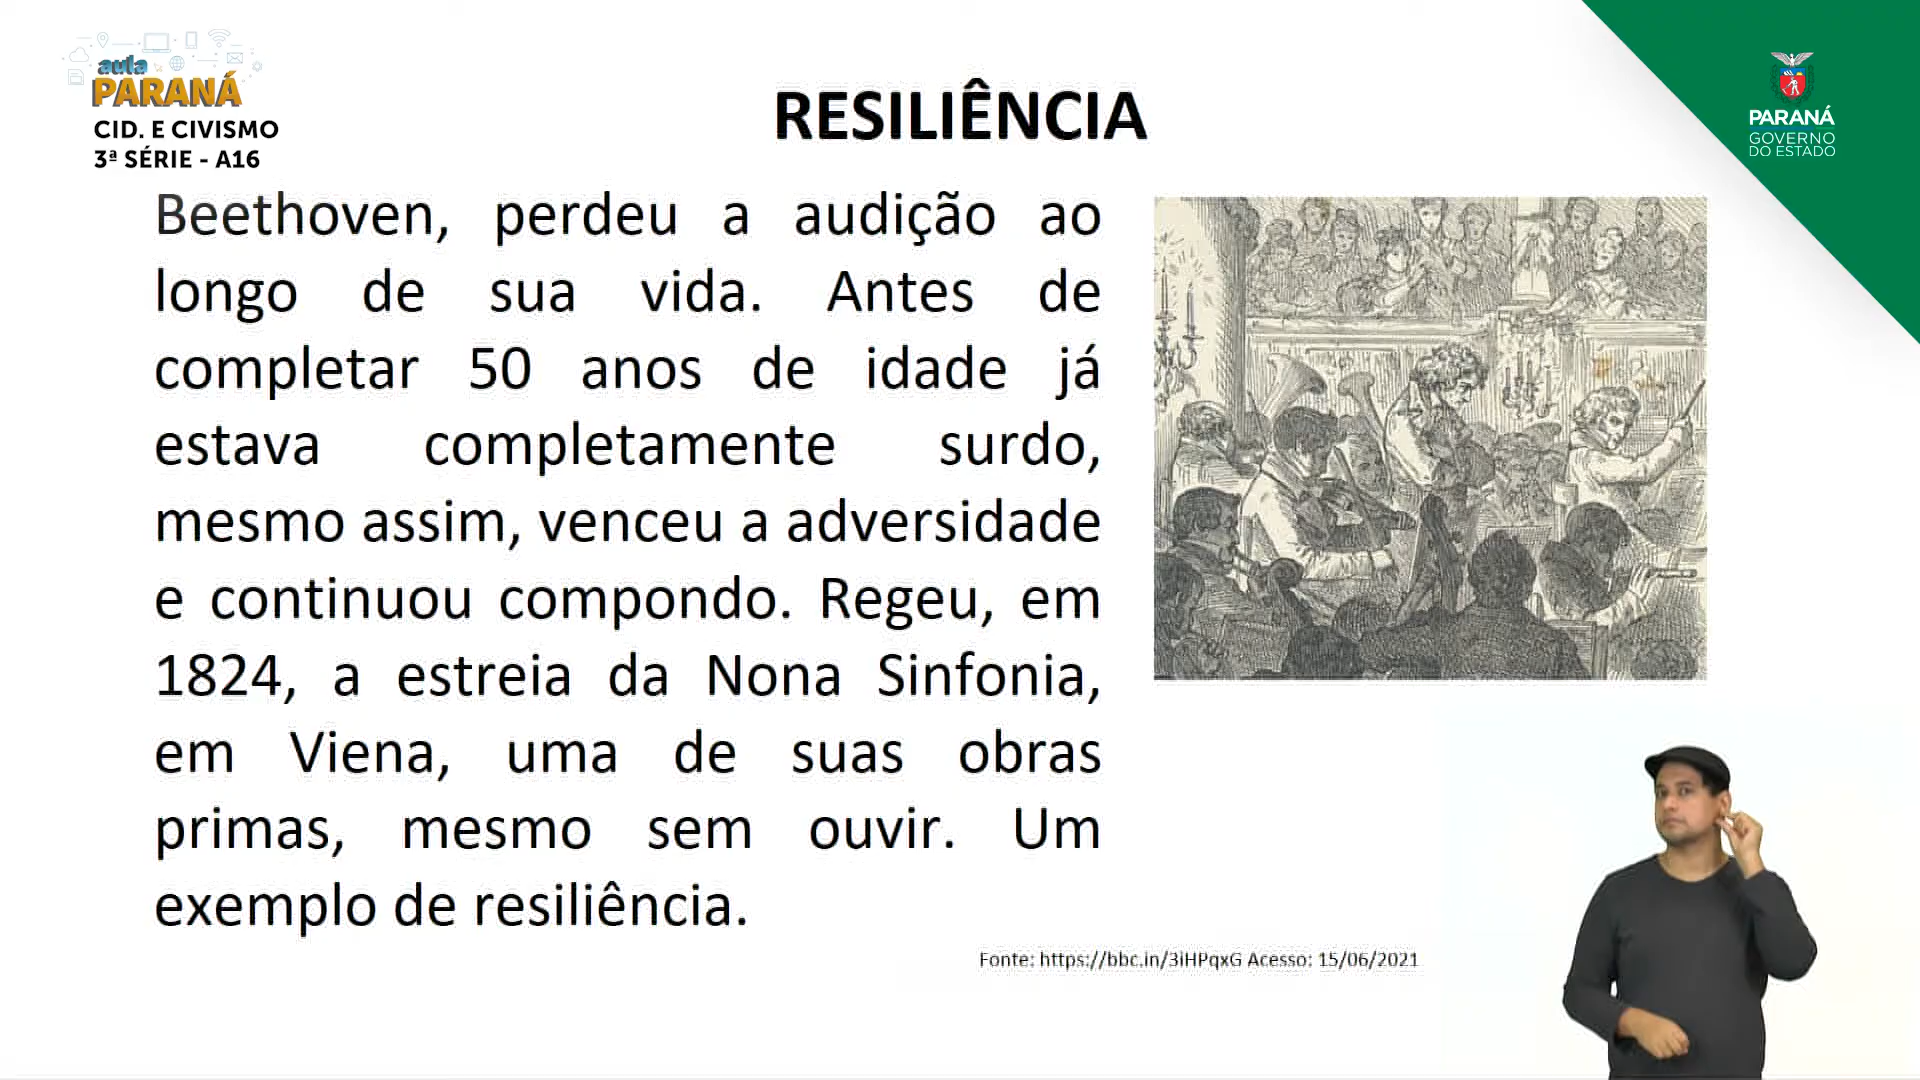 aula
PARANÁ
CID. E CIVISMO
3ª SÉRIE - A16
RESILIÊNCIA
PARANÁ
GOVERNO
DO ESTADO
Beethoven, perdeu a audição ao
longo de sua vida. Antes de
completar 50 anos de idade já
estava completamente surdo,
mesmo assim, venceu a adversidade
e continuou compondo. Regeu, em
1824, a estreia da Nona Sinfonia,
em Viena, uma de suas obras
primas, mesmo sem ouvir. Um
exemplo de resiliência.
Fonte: https://bbc.in/3iHPqxG Acesso: 15/06/2021